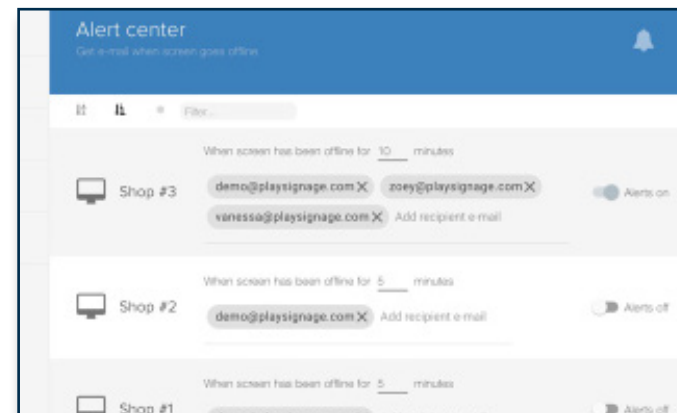 Alert center
Get e-mail when screen goes offline
Filter...
When screen has been offline for 10 minutes
Shop #3
demo@playsignage.com X zoey@playsignage.com X
Alerts on
vanessa@playsignage.com X Add recipient e-mail
When screen has been offline for 5 minutes
Shop #2
demo@playsignage.com X Add recipient e-mail
Alerts off
When screen has been offline for 5 minutes
Shop #1
Alerts off